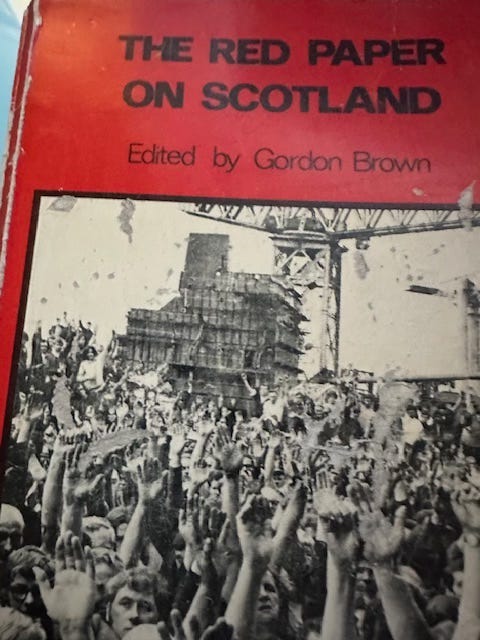 THE RED PAPER
ON SCOTLAND
Edited by Gordon Brown